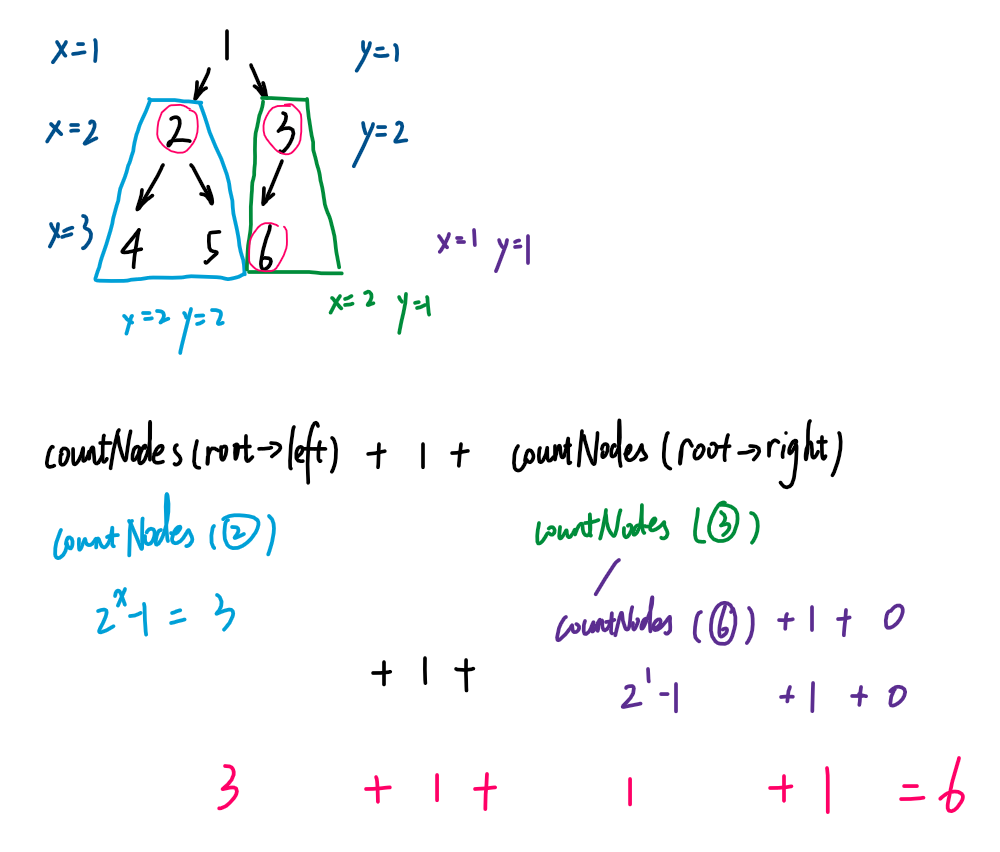 x=1 1 y=1
x=2 2 3 y=2
x=3 4 5 6 x=1 y=1
x=2 y=2 x=2 y=1
countNodes(root→left) + 1 + countNodes(root→right)
countNodes(2) countNodes(3)
2^x-1 = 3 countNodes(6) + 1 + 0
+ 1 + 2^1-1 + 1 + 0
3 + 1 + 1 + 1 = 6